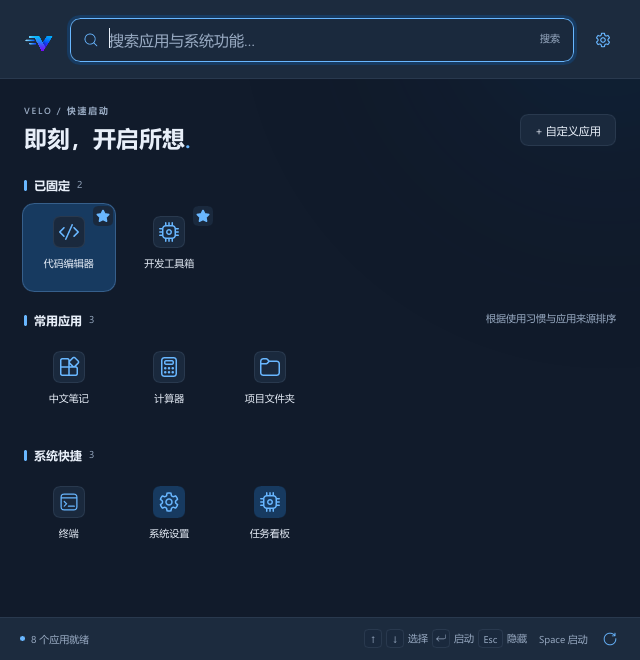 搜索应用与系统功能... 搜索
VELO / 快速启动
即刻，开启所想.
+ 自定义应用
已固定 2
代码编辑器 开发工具箱
常用应用 3 根据使用习惯与应用来源排序
中文笔记 计算器 项目文件夹
系统快捷 3
终端 系统设置 任务看板
8 个应用就绪 ↑ ↓ 选择 ↵ 启动 Esc 隐藏 Space 启动